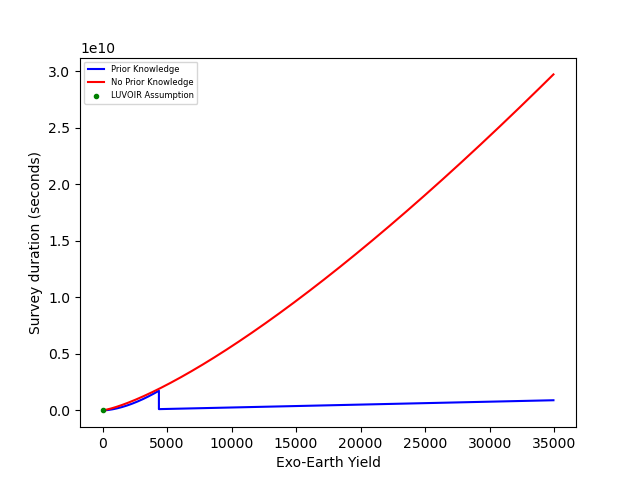 1e10
Prior Knowledge
No Prior Knowledge
LUVOIR Assumption
3.0
2.5
2.0
1.5
1.0
0.5
0.0
Survey duration (seconds)
0 5000 10000 15000 20000 25000 30000 35000
Exo-Earth Yield